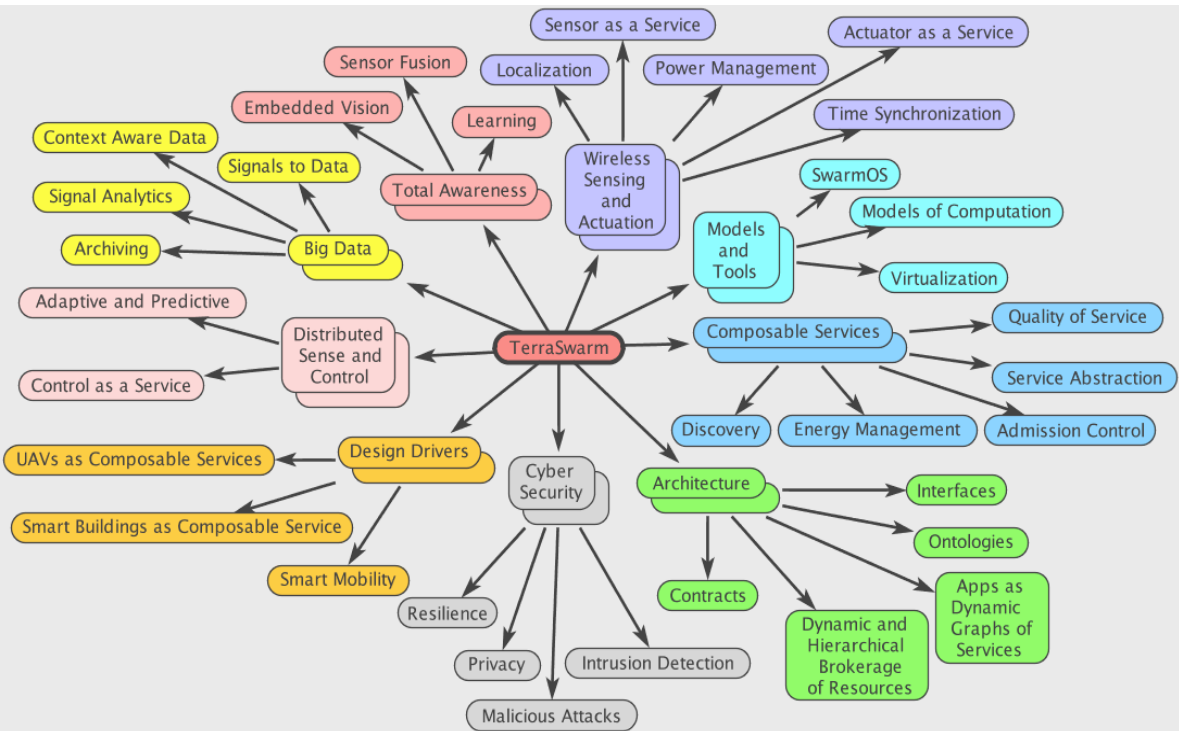 Sensor as a Service
Actuator as a Service
Sensor Fusion
Localization
Power Management
Embedded Vision
Learning
Time Synchronization
Context Aware Data
Signals to Data
Wireless
Sensing
and
Actuation
SwarmOS
Signal Analytics
Total Awareness
Models of Computation
Archiving
Big Data
Models
and
Tools
Virtualization
Adaptive and Predictive
Distributed
Sense and
Control
TerraSwarm
Composable Services
Quality of Service
Control as a Service
Service Abstraction
Discovery
Energy Management
Admission Control
UAVs as Composable Services
Design Drivers
Cyber
Security
Architecture
Interfaces
Smart Buildings as Composable Service
Ontologies
Smart Mobility
Resilience
Contracts
Apps as
Dynamic
Graphs of
Services
Dynamic and
Hierarchical
Brokerage
of Resources
Privacy
Intrusion Detection
Malicious Attacks